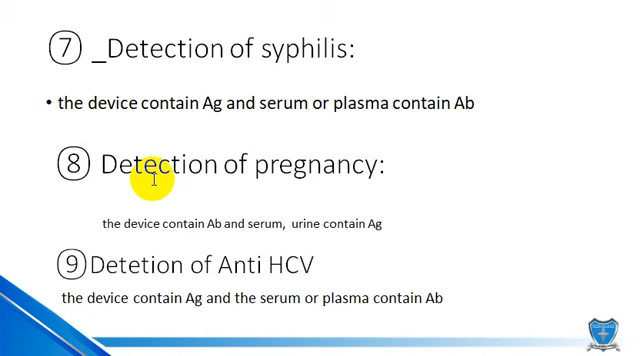 ⑦ _Detection of syphilis:
• the device contain Ag and serum or plasma contain Ab
⑧ Detection of pregnancy:
the device contain Ab and serum, urine contain Ag
⑨ Detetion of Anti HCV
the device contain Ag and the serum or plasma contain Ab